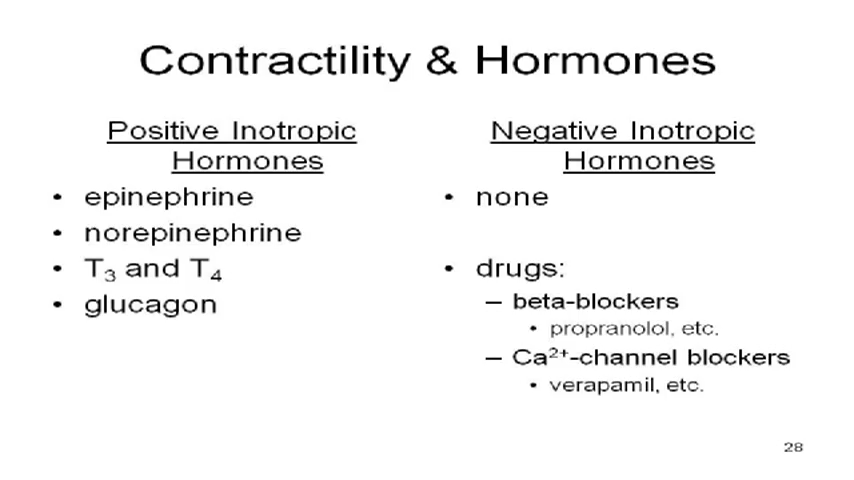 Contractility & Hormones
Positive Inotropic
Hormones
• epinephrine
• norepinephrine
• T₃ and T₄
• glucagon
Negative Inotropic
Hormones
• none
• drugs:
– beta-blockers
• propranolol, etc.
– Ca²⁺-channel blockers
• verapamil, etc.
28